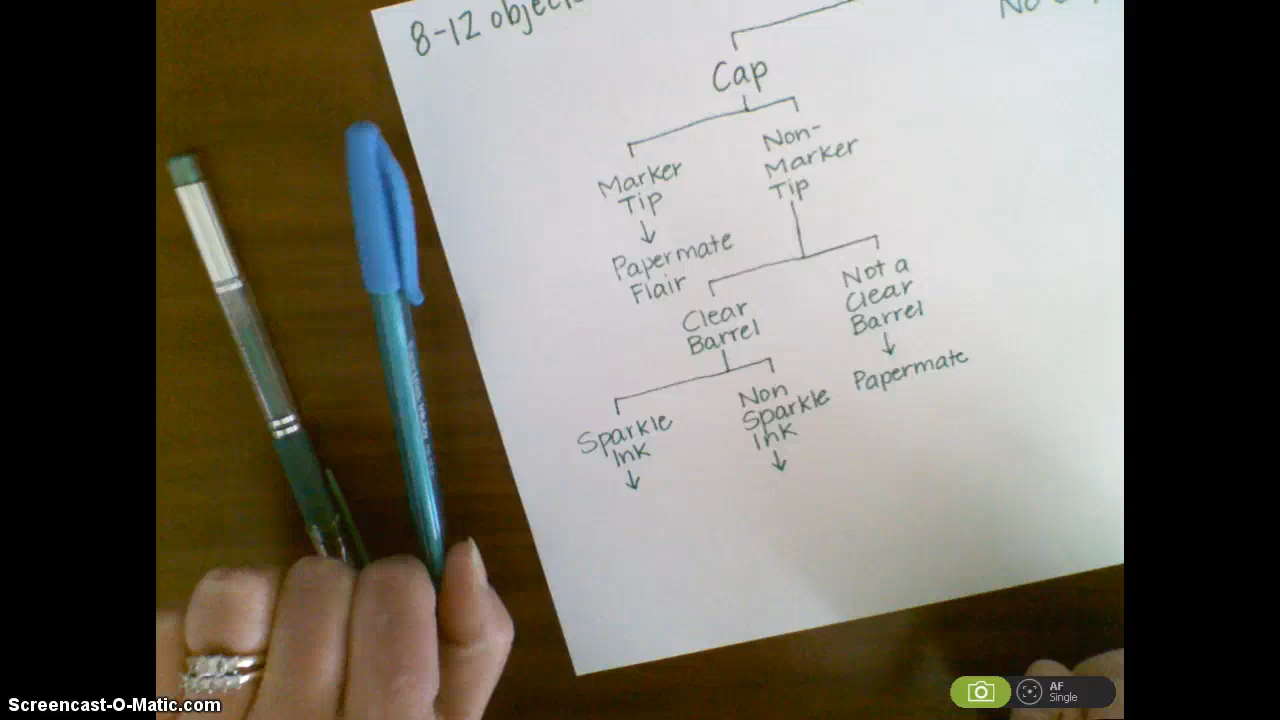 8-12 objects
No
Cap
Marker
Tip
Non-
Marker
Tip
Papermate
Flair
Clear
Barrel
Not a
Clear
Barrel
Papermate
Sparkle
Ink
Non
Sparkle
Ink
AF
Single
Screencast-O-Matic.com